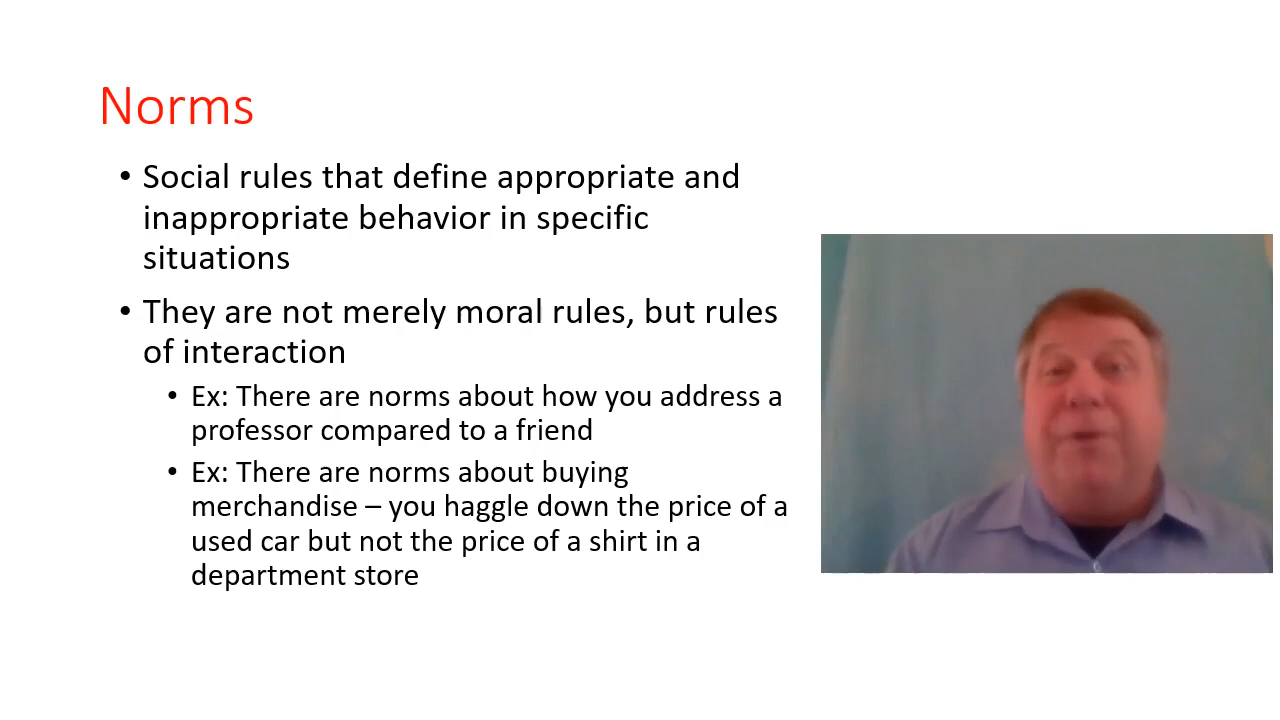 Norms
• Social rules that define appropriate and
inappropriate behavior in specific
situations
• They are not merely moral rules, but rules
of interaction
• Ex: There are norms about how you address a
professor compared to a friend
• Ex: There are norms about buying
merchandise – you haggle down the price of a
used car but not the price of a shirt in a
department store